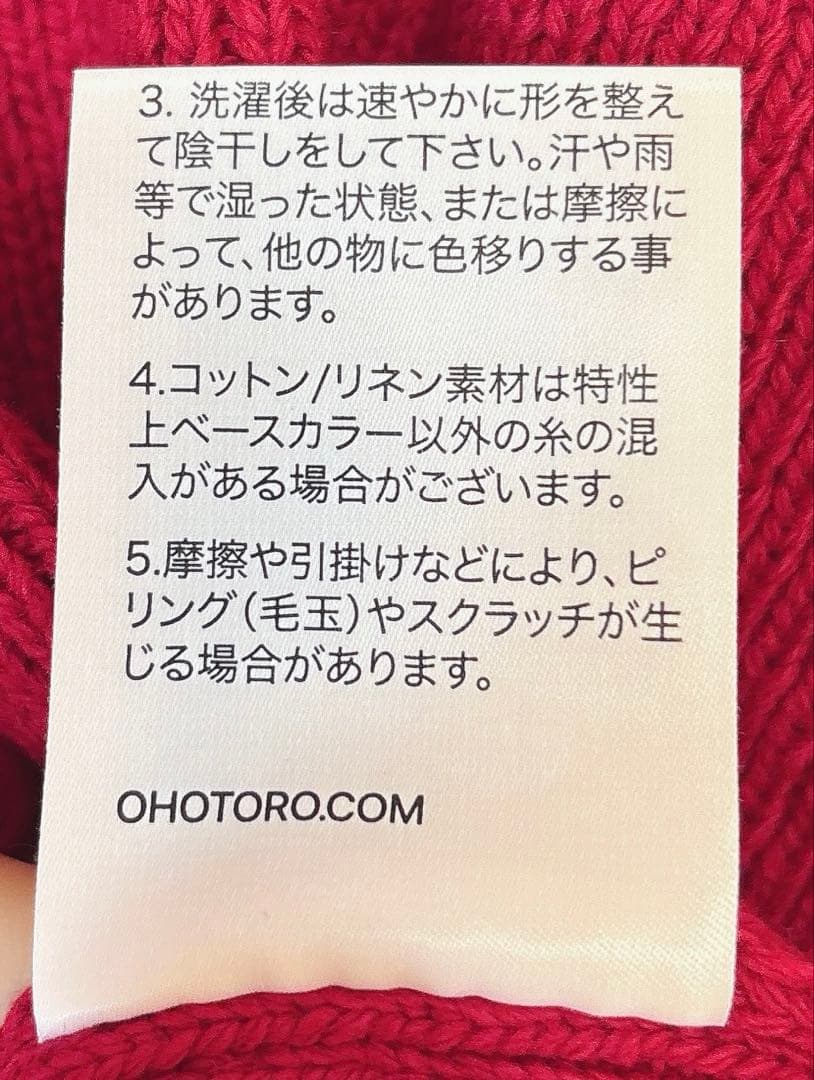 3. 洗濯後は速やかに形を整え
て陰干しをして下さい。汗や雨
等で湿った状態、または摩擦に
よって、他の物に色移りする事
があります。
4.コットン/リネン素材は特性
上ベースカラー以外の糸の混
入がある場合がございます。
5.摩擦や引掛けなどにより、ピ
リング(毛玉)やスクラッチが生
じる場合があります。
OHOTORO.COM